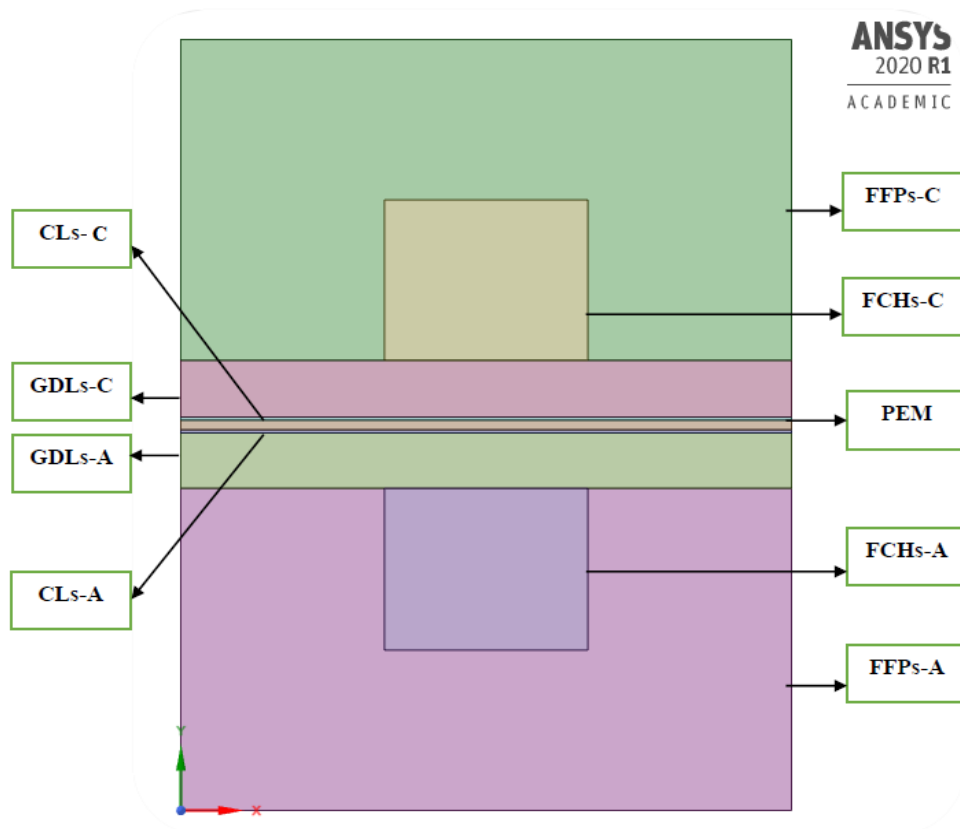 ANSYS
2020 R1
ACADEMIC
FFPs-C
CLs- C
FCHs-C
GDLs-C
PEM
GDLs-A
FCHs-A
CLs-A
FFPs-A
Y
X